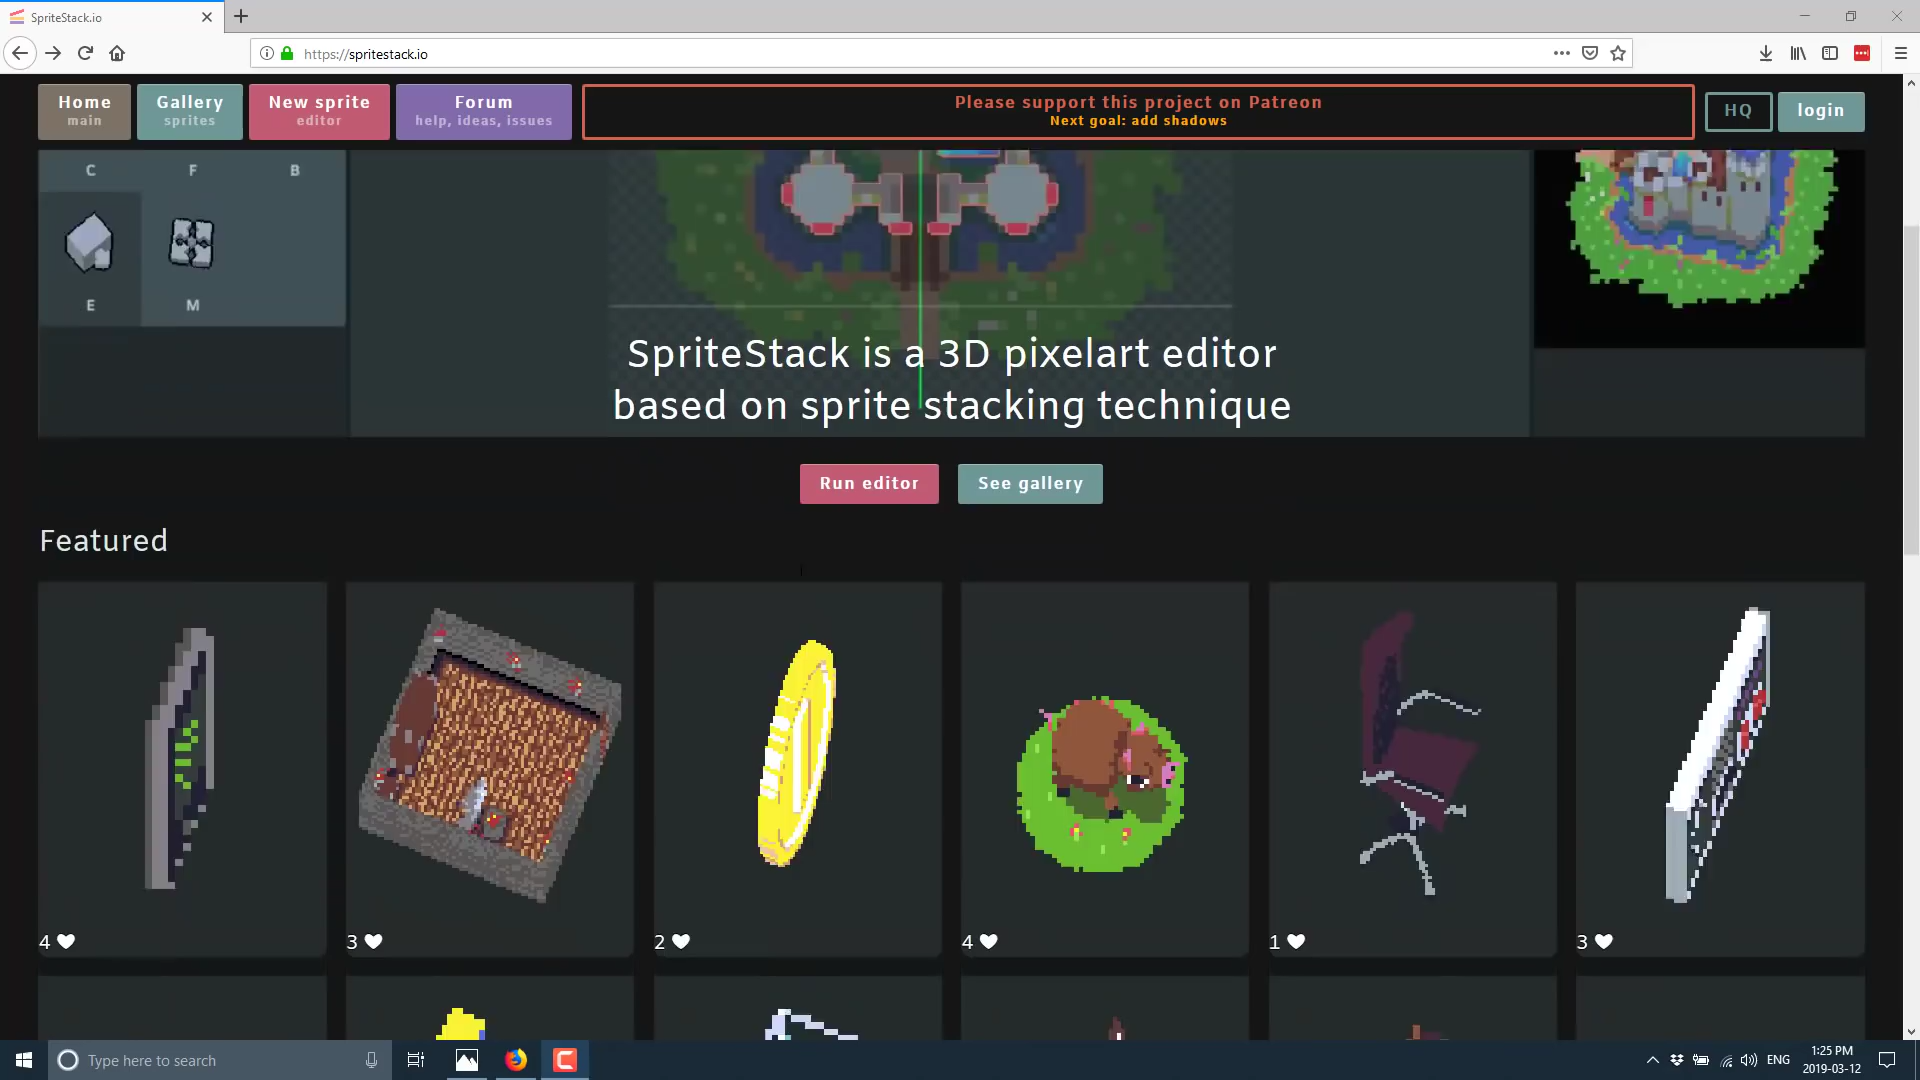 SpriteStack.io
https://spritestack.io
Home
main
Gallery
sprites
New sprite
editor
Forum
help, ideas, issues
Please support this project on Patreon
Next goal: add shadows
HQ
login
C F B
E M
SpriteStack is a 3D pixelart editor
based on sprite stacking technique
Run editor
See gallery
Featured
4
3
2
4
1
3
Type here to search
ENG
1:25 PM
2019-03-12